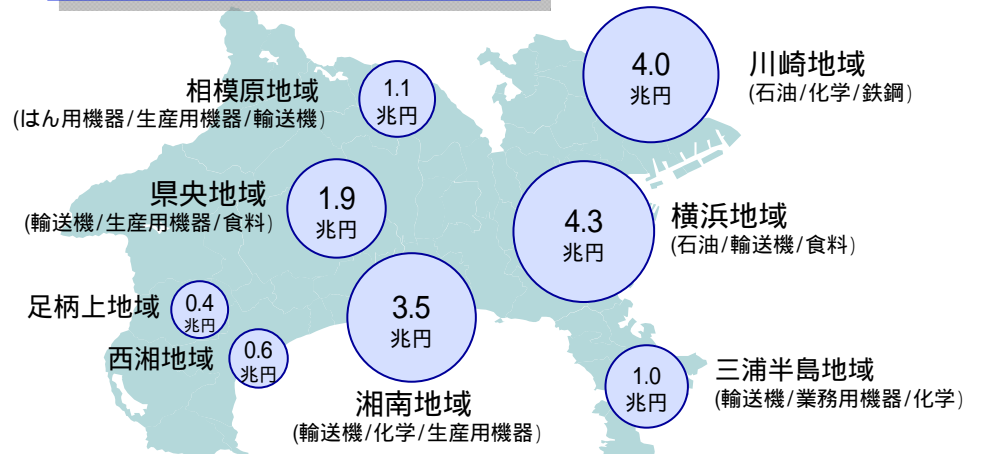 4.0
兆円
川崎地域
(石油/化学/鉄鋼)
相模原地域
(はん用機器/生産用機器/輸送機)
1.1
兆円
県央地域
(輸送機/生産用機器/食料)
1.9
兆円
4.3
兆円
横浜地域
(石油/輸送機/食料)
足柄上地域
0.4
兆円
3.5
兆円
西湘地域
0.6
兆円
湘南地域
(輸送機/化学/生産用機器)
1.0
兆円
三浦半島地域
(輸送機/業務用機器/化学)